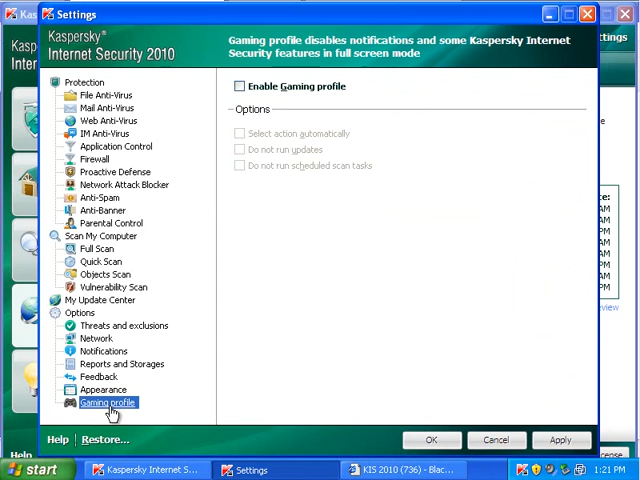 Settings
Kaspersky
Internet Security 2010
Gaming profile disables notifications and some Kaspersky Internet
Security features in full screen mode
Protection
File Anti-Virus
Mail Anti-Virus
Web Anti-Virus
IM Anti-Virus
Application Control
Firewall
Proactive Defense
Network Attack Blocker
Anti-Spam
Anti-Banner
Parental Control
Scan My Computer
Full Scan
Quick Scan
Objects Scan
Vulnerability Scan
My Update Center
Options
Threats and exclusions
Network
Notifications
Reports and Storages
Feedback
Appearance
Gaming profile
Enable Gaming profile
Options
Select action automatically
Do not run updates
Do not run scheduled scan tasks
Help
Restore...
OK
Cancel
Apply
Help
start
Kaspersky Internet S...
Settings
KIS 2010 (736) - Blac...
1:21 PM